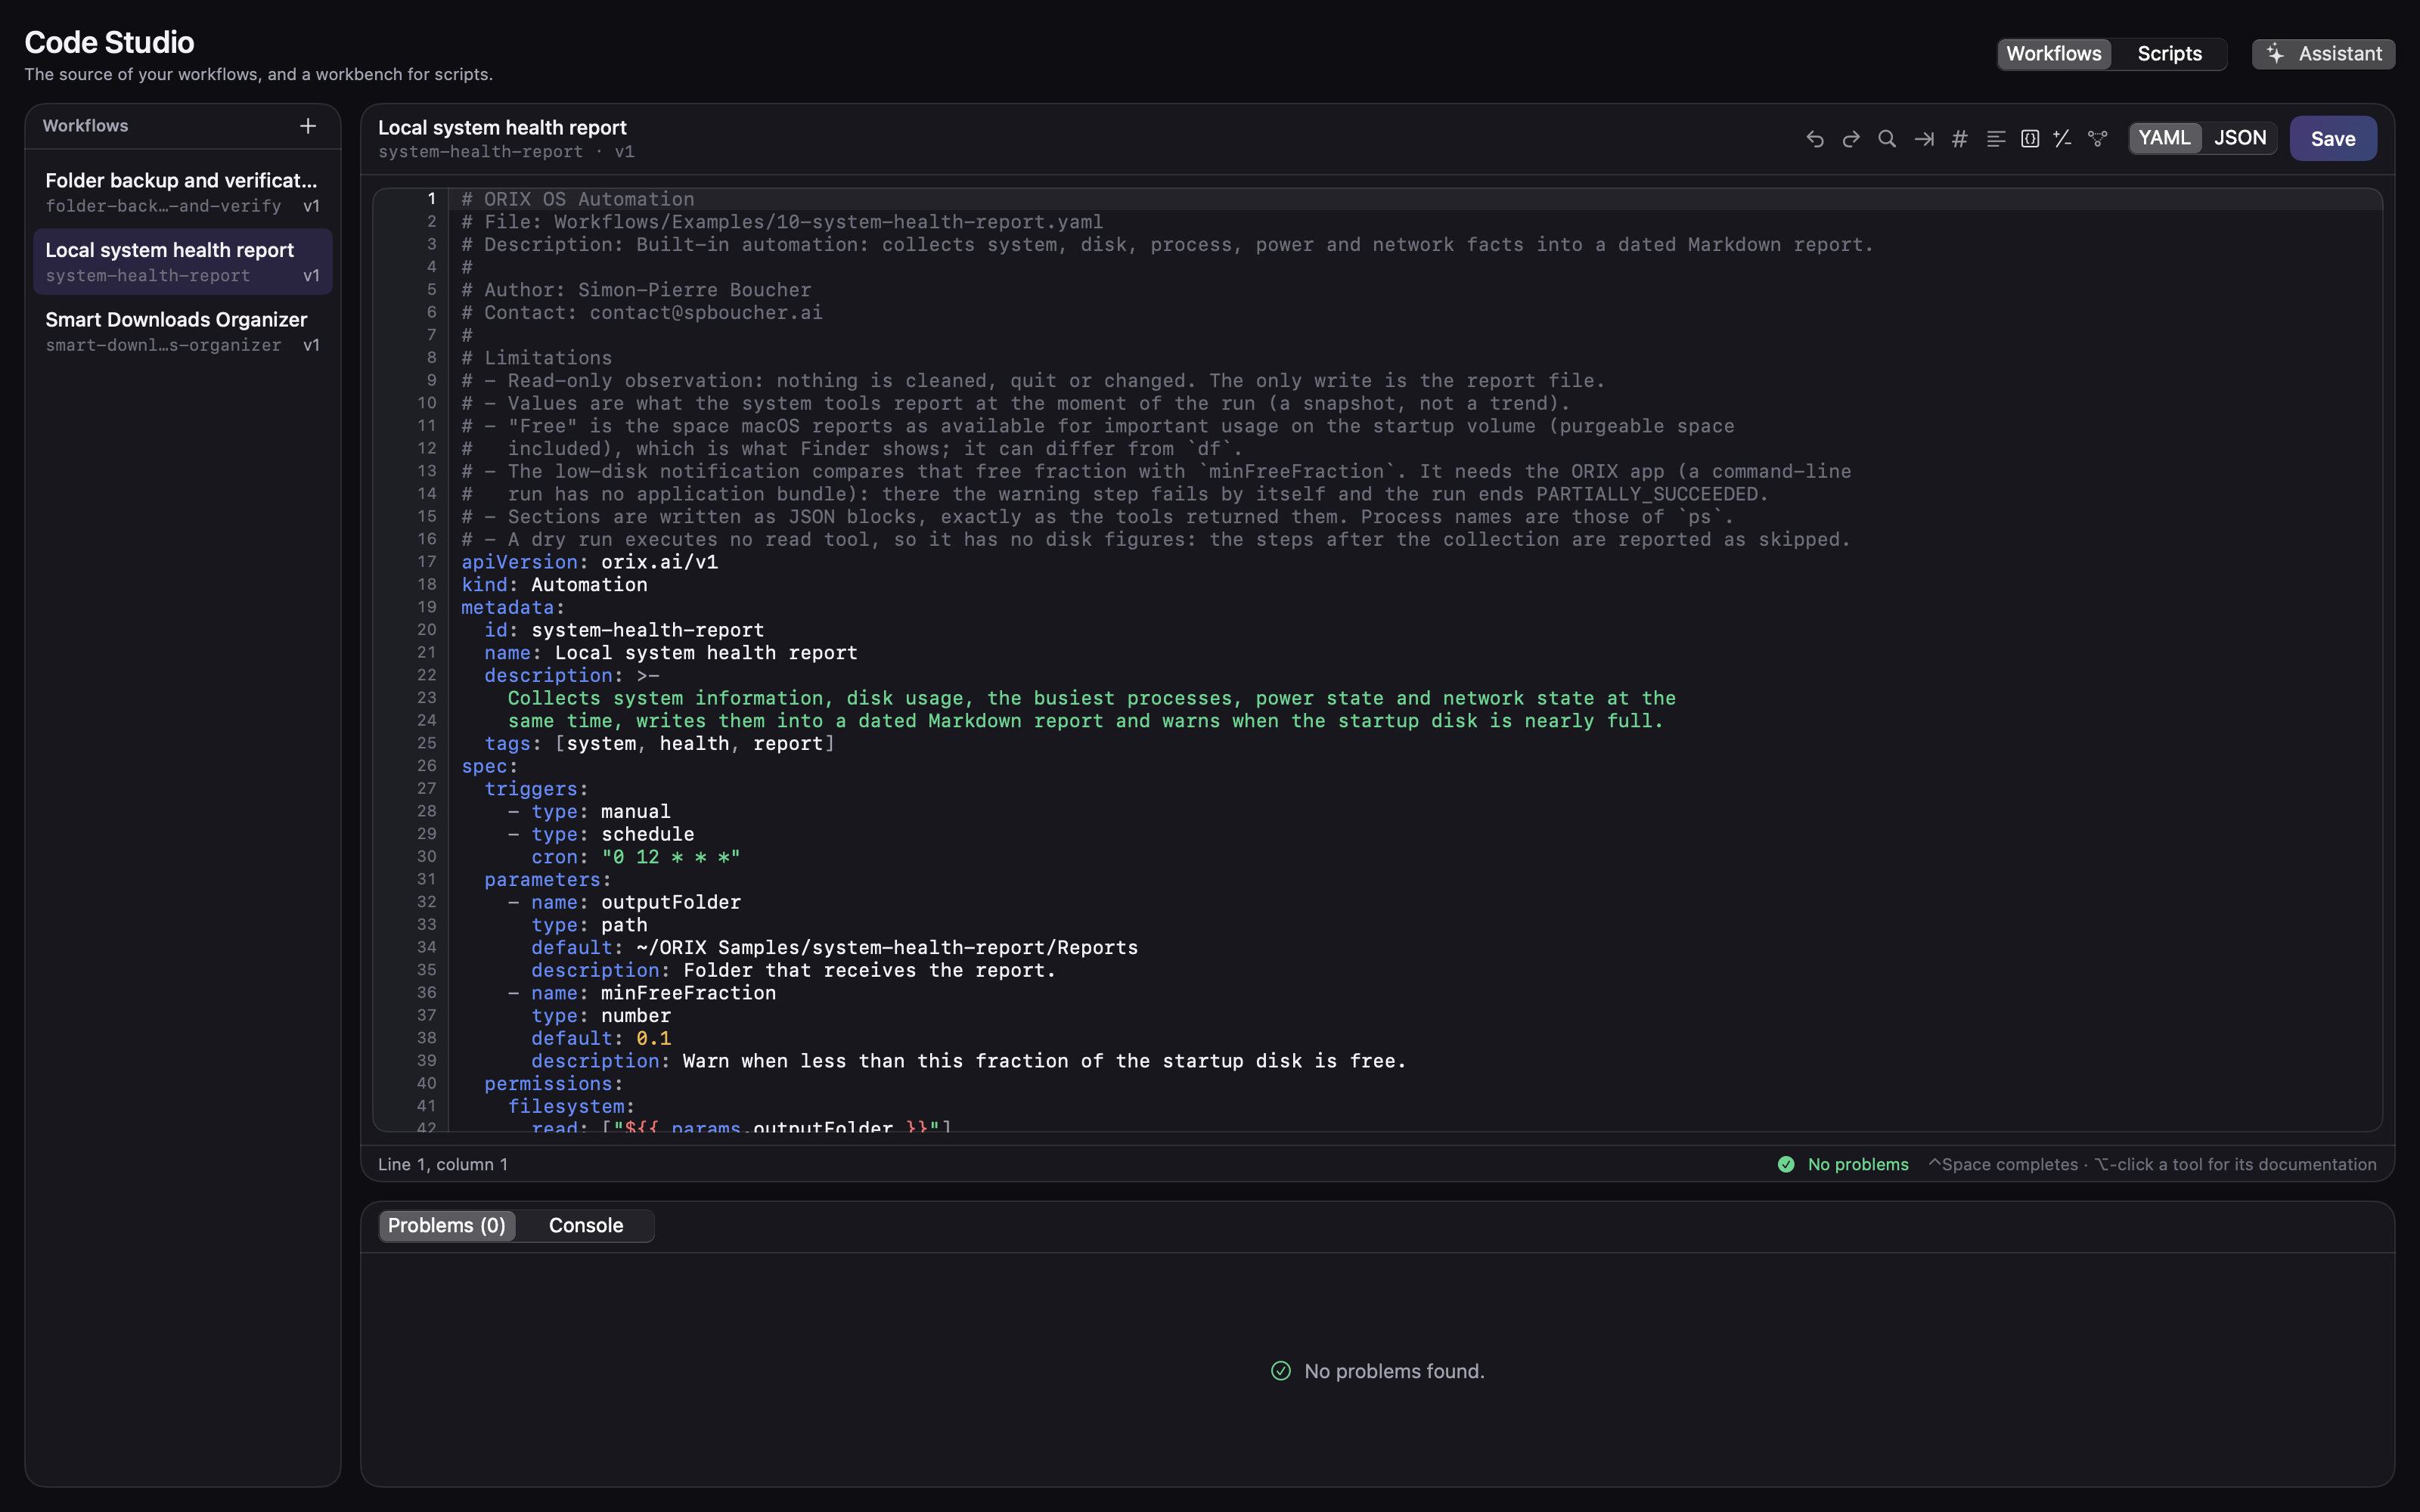 Code Studio
The source of your workflows, and a workbench for scripts.
Workflows
Scripts
Assistant
Workflows
Folder backup and verificat...
folder-back…-and-verify v1
Local system health report
system-health-report v1
Smart Downloads Organizer
smart-downl…s-organizer v1
Local system health report
system-health-report · v1
YAML
JSON
Save
1 # ORIX OS Automation
2 # File: Workflows/Examples/10-system-health-report.yaml
3 # Description: Built-in automation: collects system, disk, process, power and network facts into a dated Markdown report.
4 #
5 # Author: Simon-Pierre Boucher
6 # Contact: contact@spboucher.ai
7 #
8 # Limitations
9 # - Read-only observation: nothing is cleaned, quit or changed. The only write is the report file.
10 # - Values are what the system tools report at the moment of the run (a snapshot, not a trend).
11 # - "Free" is the space macOS reports as available for important usage on the startup volume (purgeable space
12 #   included), which is what Finder shows; it can differ from `df`.
13 # - The low-disk notification compares that free fraction with `minFreeFraction`. It needs the ORIX app (a command-line
14 #   run has no application bundle): there the warning step fails by itself and the run ends PARTIALLY_SUCCEEDED.
15 # - Sections are written as JSON blocks, exactly as the tools returned them. Process names are those of `ps`.
16 # - A dry run executes no read tool, so it has no disk figures: the steps after the collection are reported as skipped.
17 apiVersion: orix.ai/v1
18 kind: Automation
19 metadata:
20   id: system-health-report
21   name: Local system health report
22   description: >-
23     Collects system information, disk usage, the busiest processes, power state and network state at the
24     same time, writes them into a dated Markdown report and warns when the startup disk is nearly full.
25   tags: [system, health, report]
26 spec:
27   triggers:
28     - type: manual
29     - type: schedule
30       cron: "0 12 * * *"
31   parameters:
32     - name: outputFolder
33       type: path
34       default: ~/ORIX Samples/system-health-report/Reports
35       description: Folder that receives the report.
36     - name: minFreeFraction
37       type: number
38       default: 0.1
39       description: Warn when less than this fraction of the startup disk is free.
40   permissions:
41     filesystem:
42       read: ["${{ params.outputFolder }}"]
Line 1, column 1
No problems
^Space completes · ⌥-click a tool for its documentation
Problems (0)
Console
No problems found.